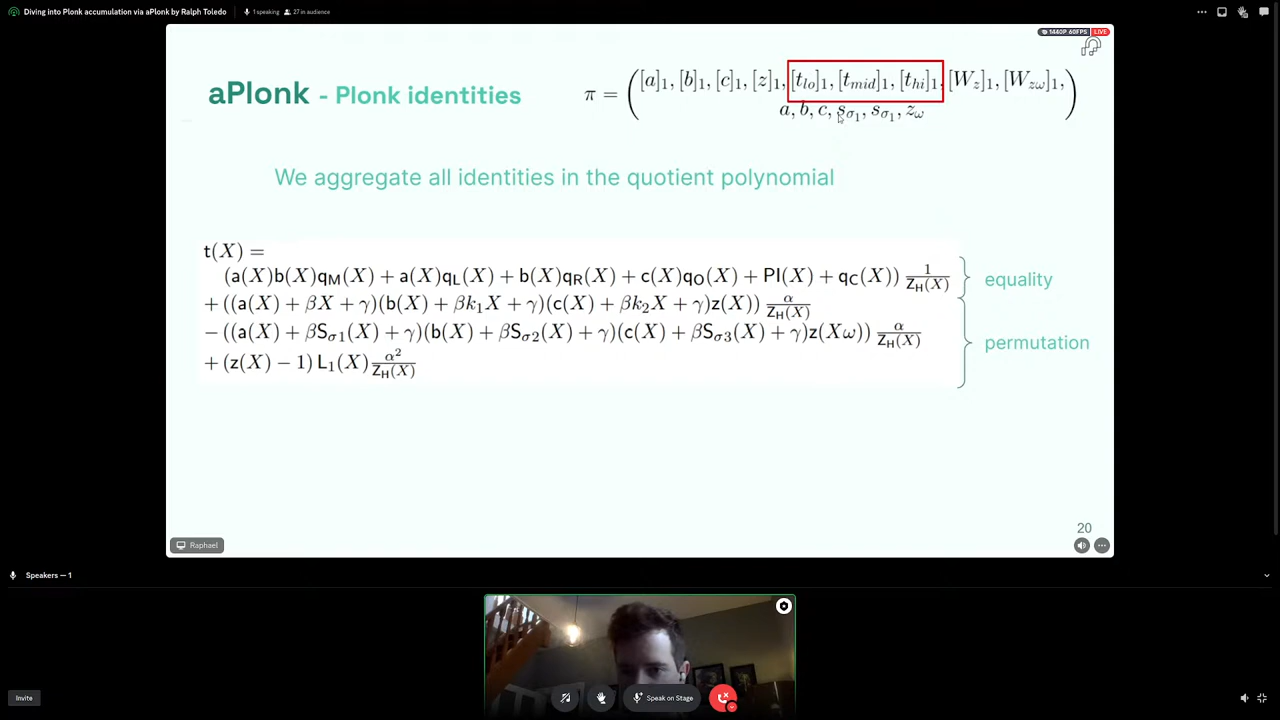 Diving into Plonk accumulation via aPlonk by Ralph Toledo
1 speaking 27 in audience
1440P 60FPS LIVE
aPlonk - Plonk identities
π = ([a]₁, [b]₁, [c]₁, [z]₁, [t_lo]₁, [t_mid]₁, [t_hi]₁, [W_z]₁, [W_zω]₁,
a, b, c, s_σ₁, s_σ₁, z_ω)
We aggregate all identities in the quotient polynomial
t(X) =
(a(X)b(X)q_M(X) + a(X)q_L(X) + b(X)q_R(X) + c(X)q_O(X) + PI(X) + q_C(X)) 1/Z_H(X)
equality
+ ((a(X) + βX + γ)(b(X) + βk₁X + γ)(c(X) + βk₂X + γ)z(X)) α/Z_H(X)
− ((a(X) + βS_σ1(X) + γ)(b(X) + βS_σ2(X) + γ)(c(X) + βS_σ3(X) + γ)z(Xω)) α/Z_H(X)
permutation
+ (z(X) − 1) L₁(X) α²/Z_H(X)
20
Raphael
Speakers — 1
Invite
Speak on Stage